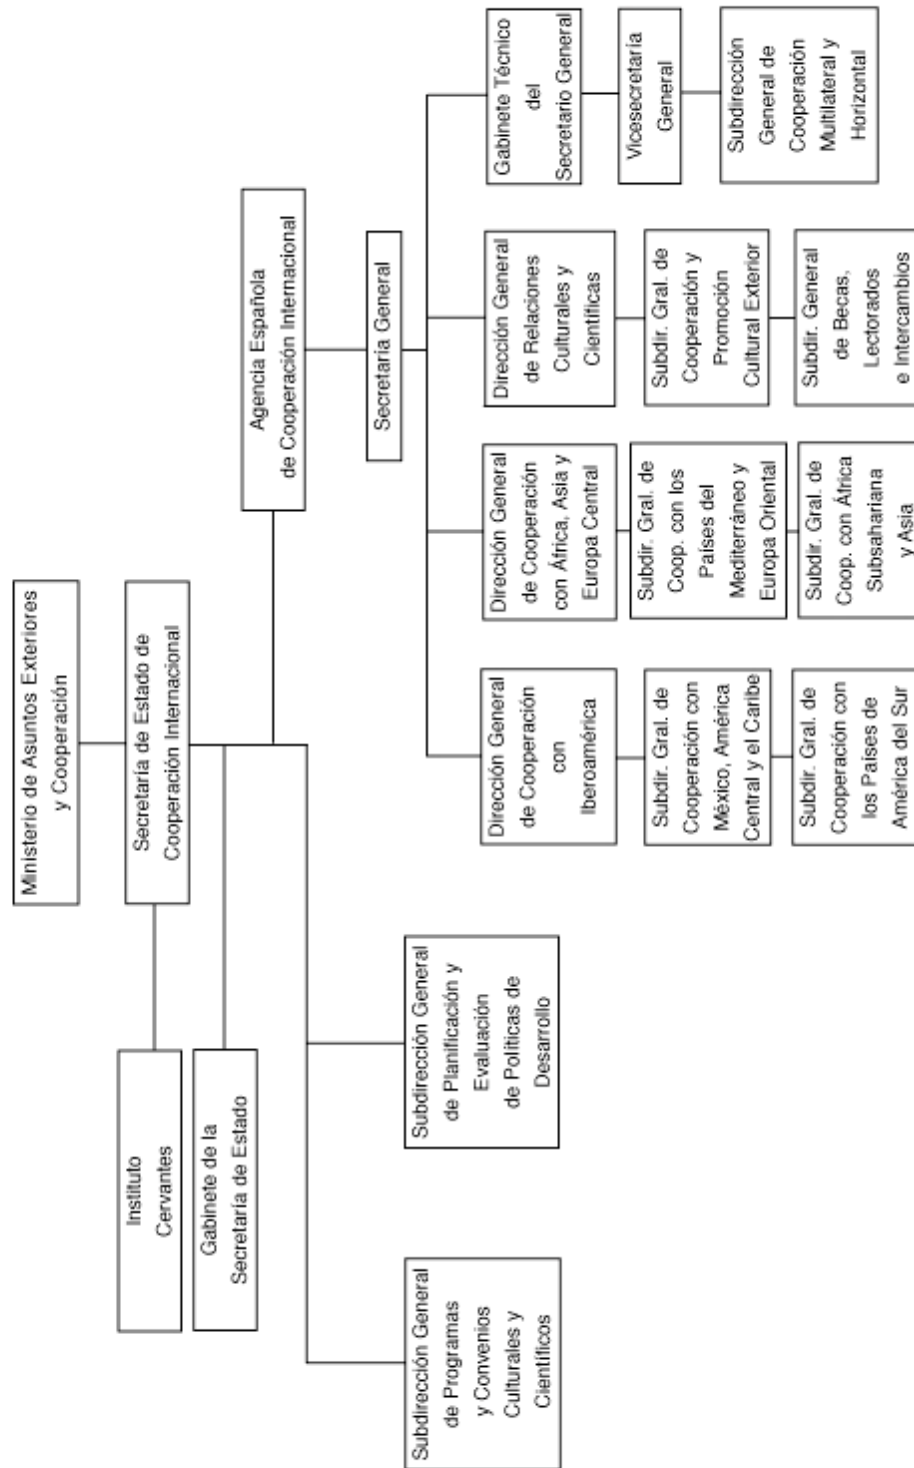 Ministerio de Asuntos Exteriores
y Cooperación
Secretaría de Estado de
Cooperación Internacional
Instituto
Cervantes
Gabinete de la
Secretaría de Estado
Agencia Española
de Cooperación Internacional
Secretaría General
Subdirección General
de Programas
y Convenios
Culturales y
Científicos
Subdirección General
de Planificación y
Evaluación
de Políticas de
Desarrollo
Dirección General
de Cooperación
con
Iberoamérica
Subdir. Gral. de
Cooperación con
México, América
Central y el Caribe
Subdir. Gral. de
Cooperación con
los Países de
América del Sur
Dirección General
de Cooperación
con África, Asia y
Europa Central
Subdir. Gral. de
Coop. con los
Países del
Mediterráneo y
Europa Oriental
Subdir. Gral. de
Coop. con África
Subsahariana
y Asia
Dirección General
de Relaciones
Culturales y
Científicas
Subdir. Gral. de
Cooperación y
Promoción
Cultural Exterior
Subdir. General
de Becas,
Lectorados
e Intercambios
Gabinete Técnico
del
Secretario General
Vicesecretaría
General
Subdirección
General de
Cooperación
Multilateral y
Horizontal